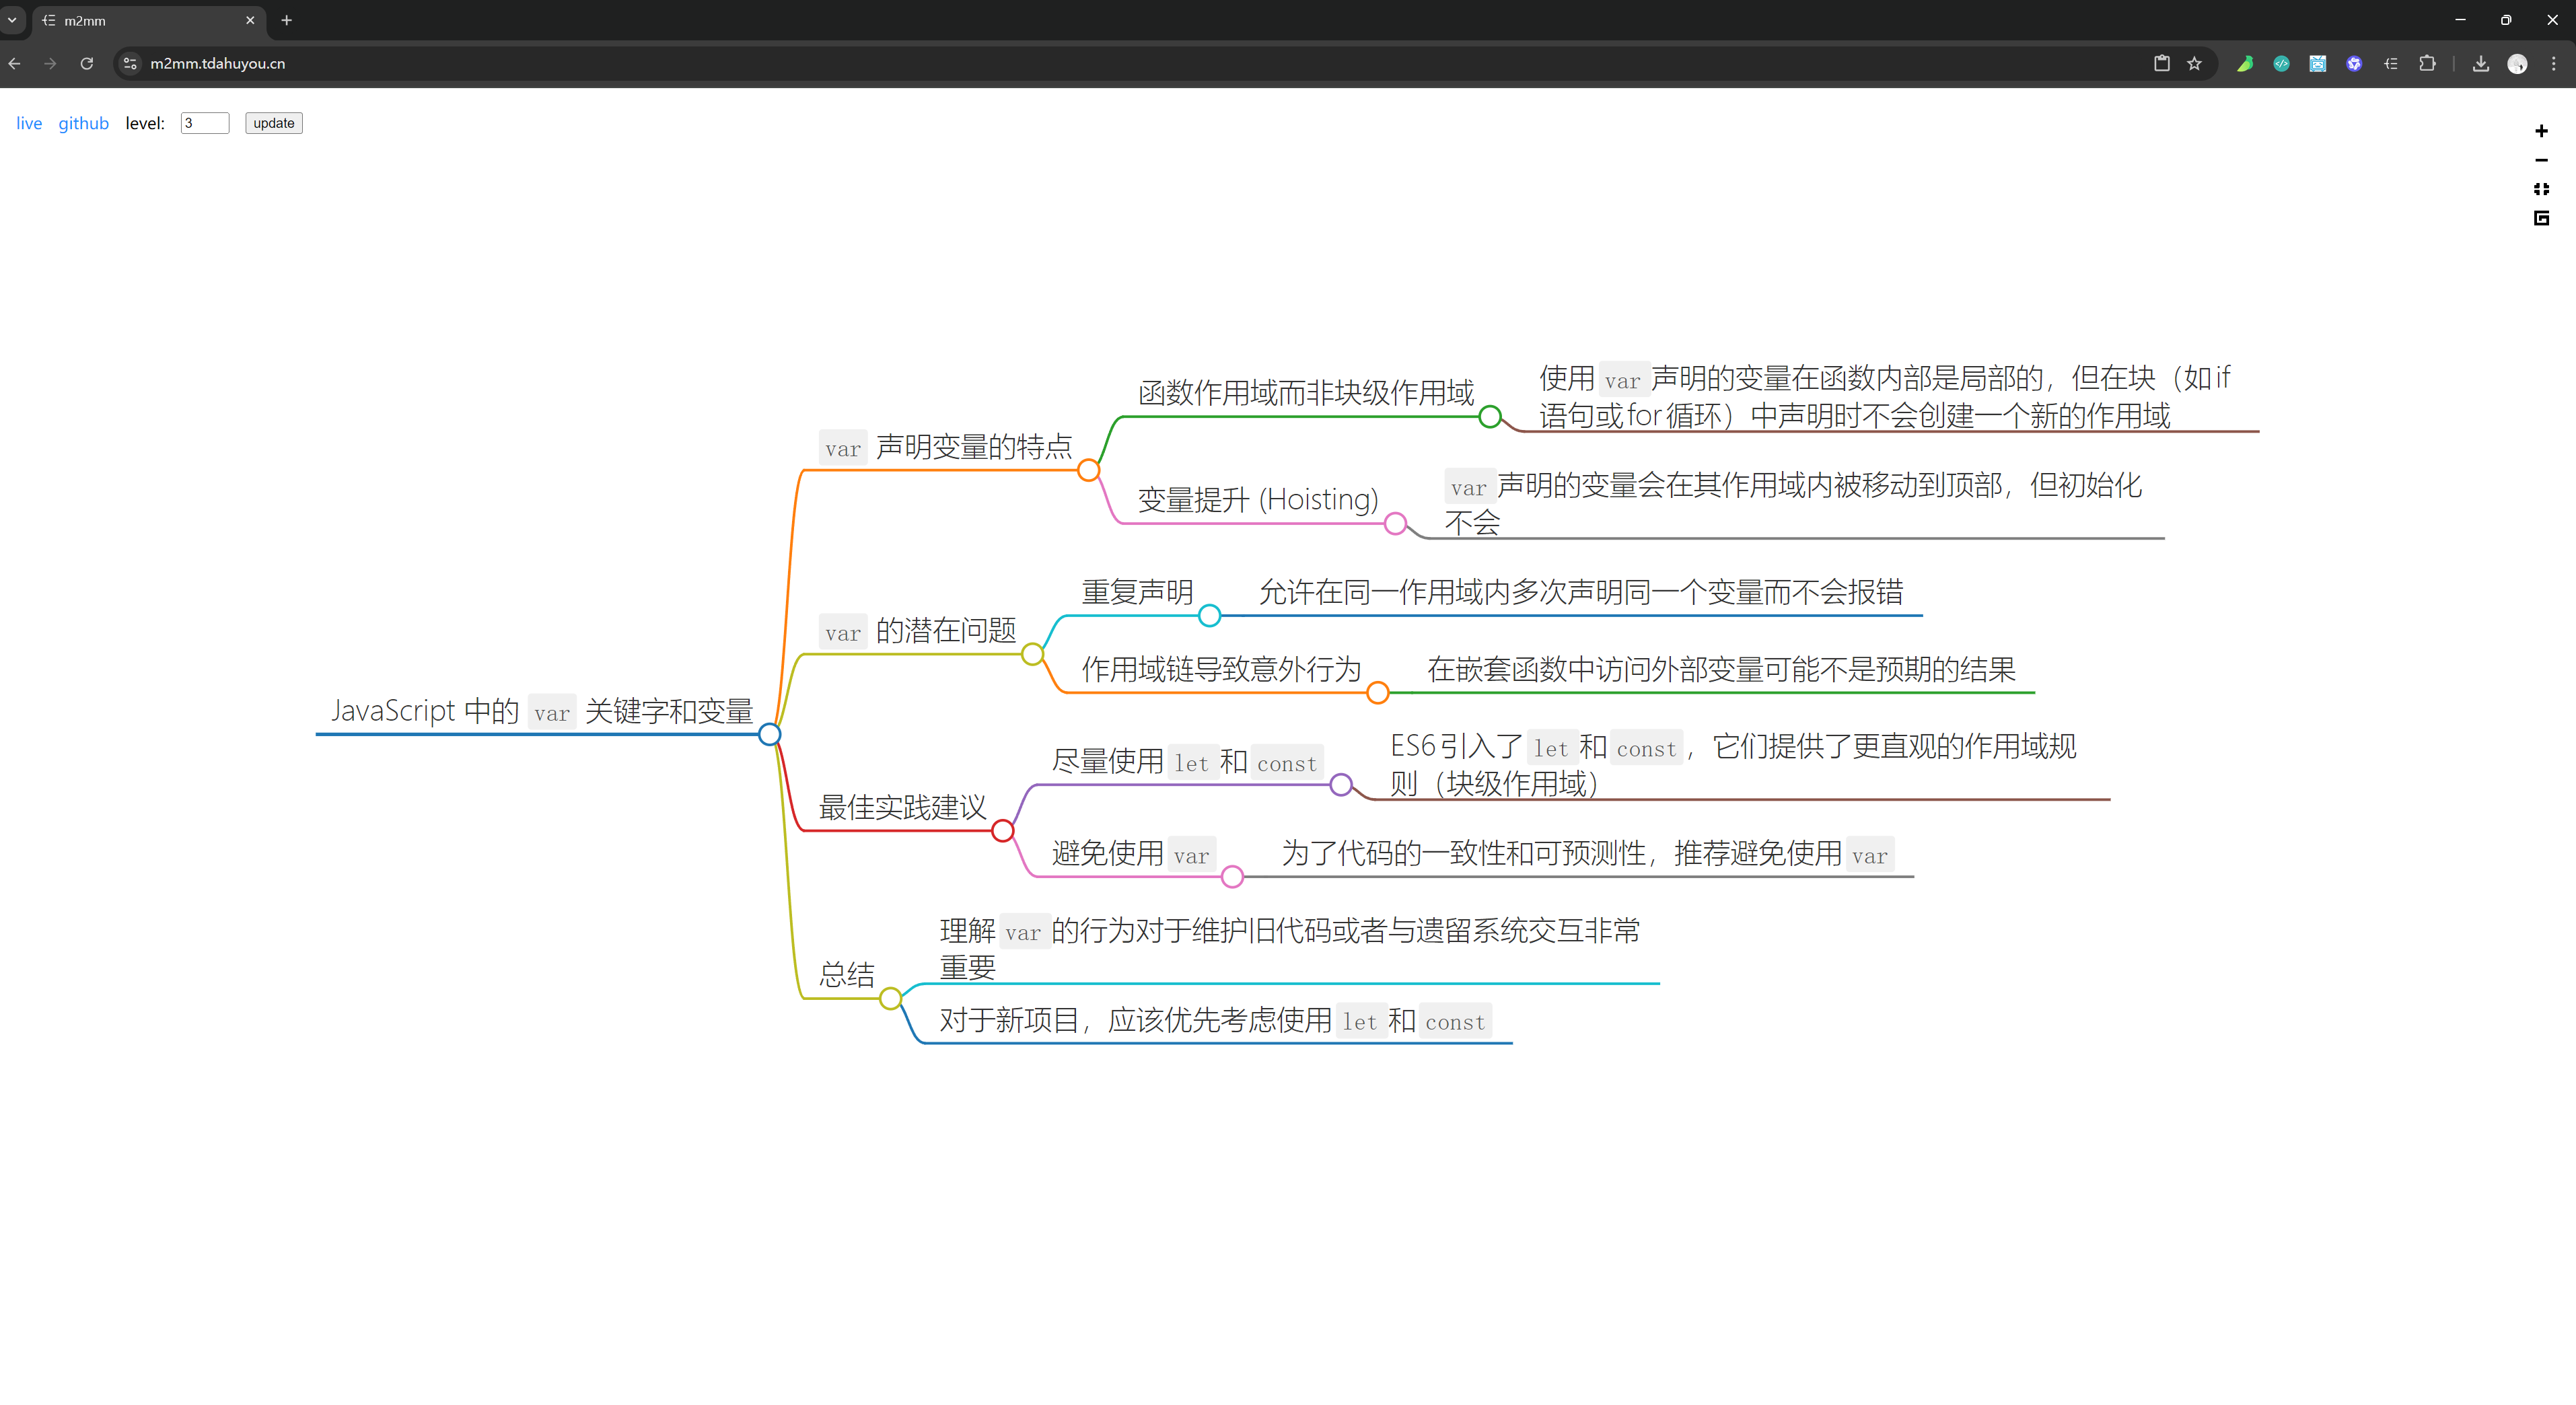 m2mm
m2mm.tdahuyou.cn
live github level: 3 update
JavaScript 中的 var 关键字和变量
var 声明变量的特点
函数作用域而非块级作用域
使用 var 声明的变量在函数内部是局部的，但在块（如 if
语句或 for 循环）中声明时不会创建一个新的作用域
变量提升 (Hoisting)
var 声明的变量会在其作用域内被移动到顶部，但初始化
不会
var 的潜在问题
重复声明
允许在同一作用域内多次声明同一个变量而不会报错
作用域链导致意外行为
在嵌套函数中访问外部变量可能不是预期的结果
最佳实践建议
尽量使用 let 和 const
ES6 引入了 let 和 const ，它们提供了更直观的作用域规
则（块级作用域）
避免使用 var
为了代码的一致性和可预测性，推荐避免使用 var
总结
理解 var 的行为对于维护旧代码或者与遗留系统交互非常
重要
对于新项目，应该优先考虑使用 let 和 const